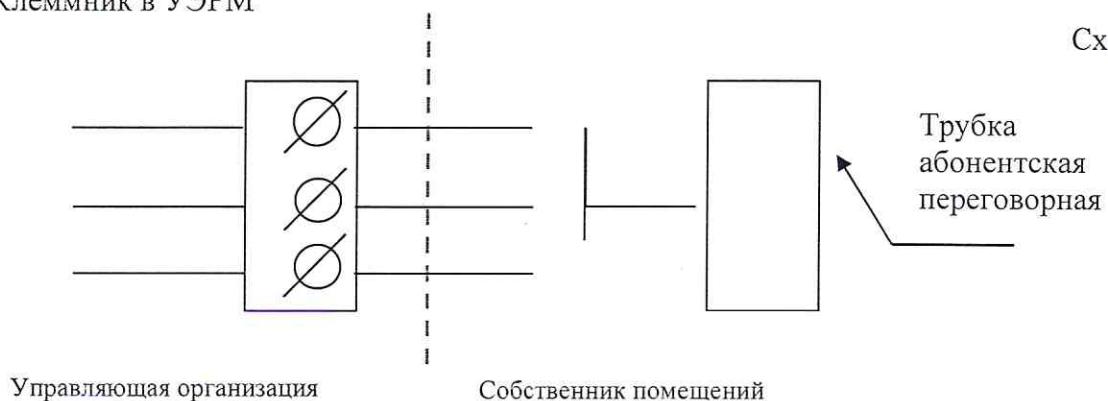 Клеммник в УЭРМ
Сх
Трубка
абонентская
переговорная
Управляющая организация
Собственник помещений